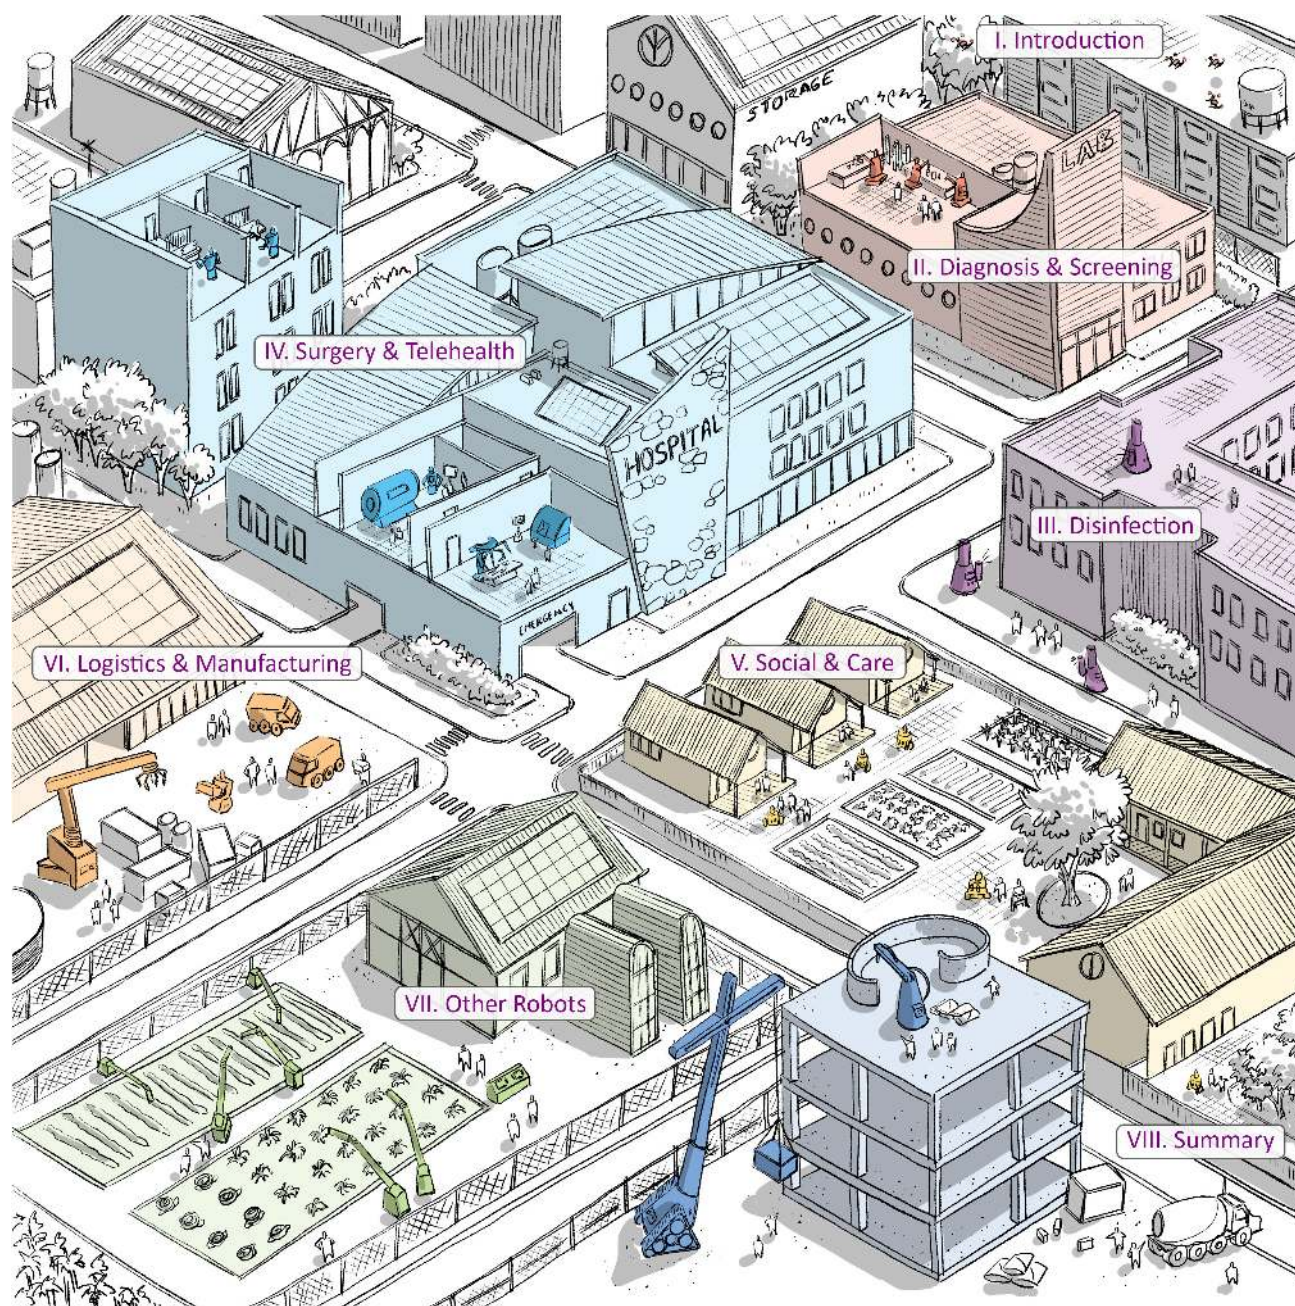 I. Introduction
STORAGE
LAB
II. Diagnosis & Screening
IV. Surgery & Telehealth
HOSPITAL
III. Disinfection
EMERGENCY
VI. Logistics & Manufacturing
V. Social & Care
VII. Other Robots
VIII. Summary